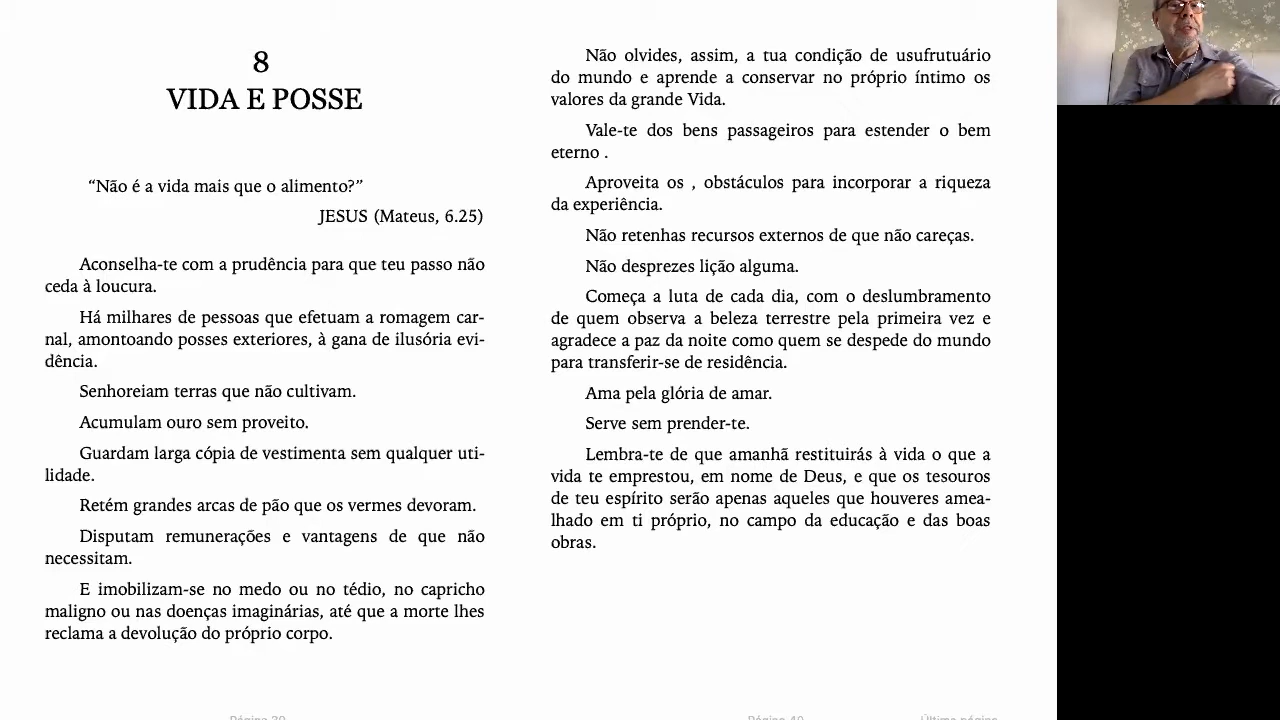 8
VIDA E POSSE
“Não é a vida mais que o alimento?”
JESUS (Mateus, 6.25)
Aconselha-te com a prudência para que teu passo não
ceda à loucura.
Há milhares de pessoas que efetuam a romagem car-
nal, amontoando posses exteriores, à gana de ilusória evi-
dência.
Senhoreiam terras que não cultivam.
Acumulam ouro sem proveito.
Guardam larga cópia de vestimenta sem qualquer uti-
lidade.
Retém grandes arcas de pão que os vermes devoram.
Disputam remunerações e vantagens de que não
necessitam.
E imobilizam-se no medo ou no tédio, no capricho
maligno ou nas doenças imaginárias, até que a morte lhes
reclama a devolução do próprio corpo.
Não olvides, assim, a tua condição de usufrutuário
do mundo e aprende a conservar no próprio íntimo os
valores da grande Vida.
Vale-te dos bens passageiros para estender o bem
eterno .
Aproveita os , obstáculos para incorporar a riqueza
da experiência.
Não retenhas recursos externos de que não careças.
Não desprezes lição alguma.
Começa a luta de cada dia, com o deslumbramento
de quem observa a beleza terrestre pela primeira vez e
agradece a paz da noite como quem se despede do mundo
para transferir-se de residência.
Ama pela glória de amar.
Serve sem prender-te.
Lembra-te de que amanhã restituirás à vida o que a
vida te emprestou, em nome de Deus, e que os tesouros
de teu espírito serão apenas aqueles que houveres amea-
lhado em ti próprio, no campo da educação e das boas
obras.
Página 39
Página 40
Última página